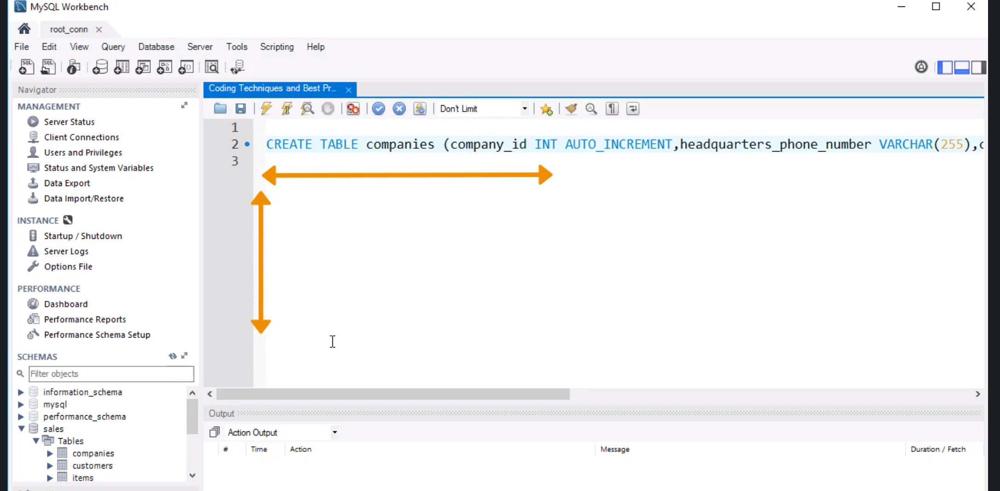 MySQL Workbench
root_conn
File Edit View Query Database Server Tools Scripting Help
SQL SQL
Navigator
MANAGEMENT
Server Status
Client Connections
Users and Privileges
Status and System Variables
Data Export
Data Import/Restore
INSTANCE
Startup / Shutdown
Server Logs
Options File
PERFORMANCE
Dashboard
Performance Reports
Performance Schema Setup
SCHEMAS
Filter objects
information_schema
mysql
performance_schema
sales
Tables
companies
customers
items
Coding Techniques and Best Pr...
Don't Limit
1
2 CREATE TABLE companies (company_id INT AUTO_INCREMENT,headquarters_phone_number VARCHAR(255),c
3
Output
Action Output
# Time Action Message Duration / Fetch